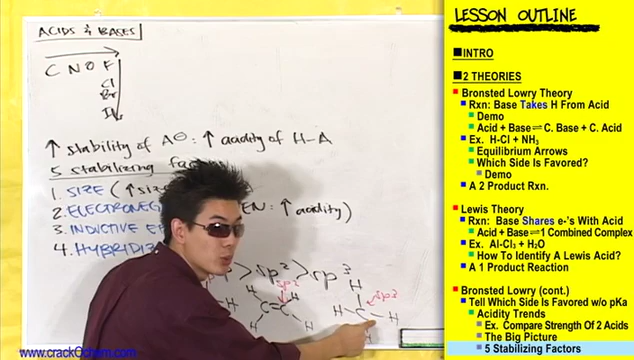 ACIDS & BASES
C N O F
Cl
Br
I
↑ stability of A⊖: ↑ acidity of H-A
5 stabilizing
1. SIZE (↑
2. ELECTRONEG EN: ↑ acidity)
3. INDUCTIVE
4. HYBRIDIZ
> sp² > sp³
H sp² H
C=C sp3
H H C H
www.crackOchem.com
LESSON OUTLINE
INTRO
2 THEORIES
Bronsted Lowry Theory
Rxn: Base Takes H From Acid
Demo
Acid + Base⇌ C. Base + C. Acid
Ex. H-Cl + NH₃
Equilibrium Arrows
Which Side Is Favored?
Demo
A 2 Product Rxn.
Lewis Theory
Rxn: Base Shares e-'s With Acid
Acid + Base⇌1 Combined Complex
Ex. Al-Cl₃ + H₂O
How To Identify A Lewis Acid?
A 1 Product Reaction
Bronsted Lowry (cont.)
Tell Which Side Is Favored w/o pKa
Acidity Trends
Ex. Compare Strength Of 2 Acids
The Big Picture
5 Stabilizing Factors